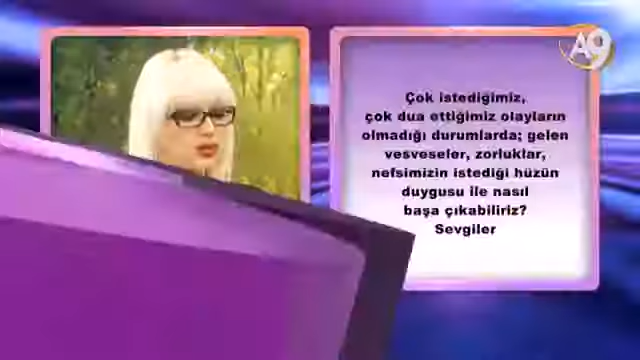 A9
Çok istediğimiz,
çok dua ettiğimiz olayların
olmadığı durumlarda; gelen
vesveseler, zorluklar,
nefsimizin istediği hüzün
duygusu ile nasıl
başa çıkabiliriz?
Sevgiler